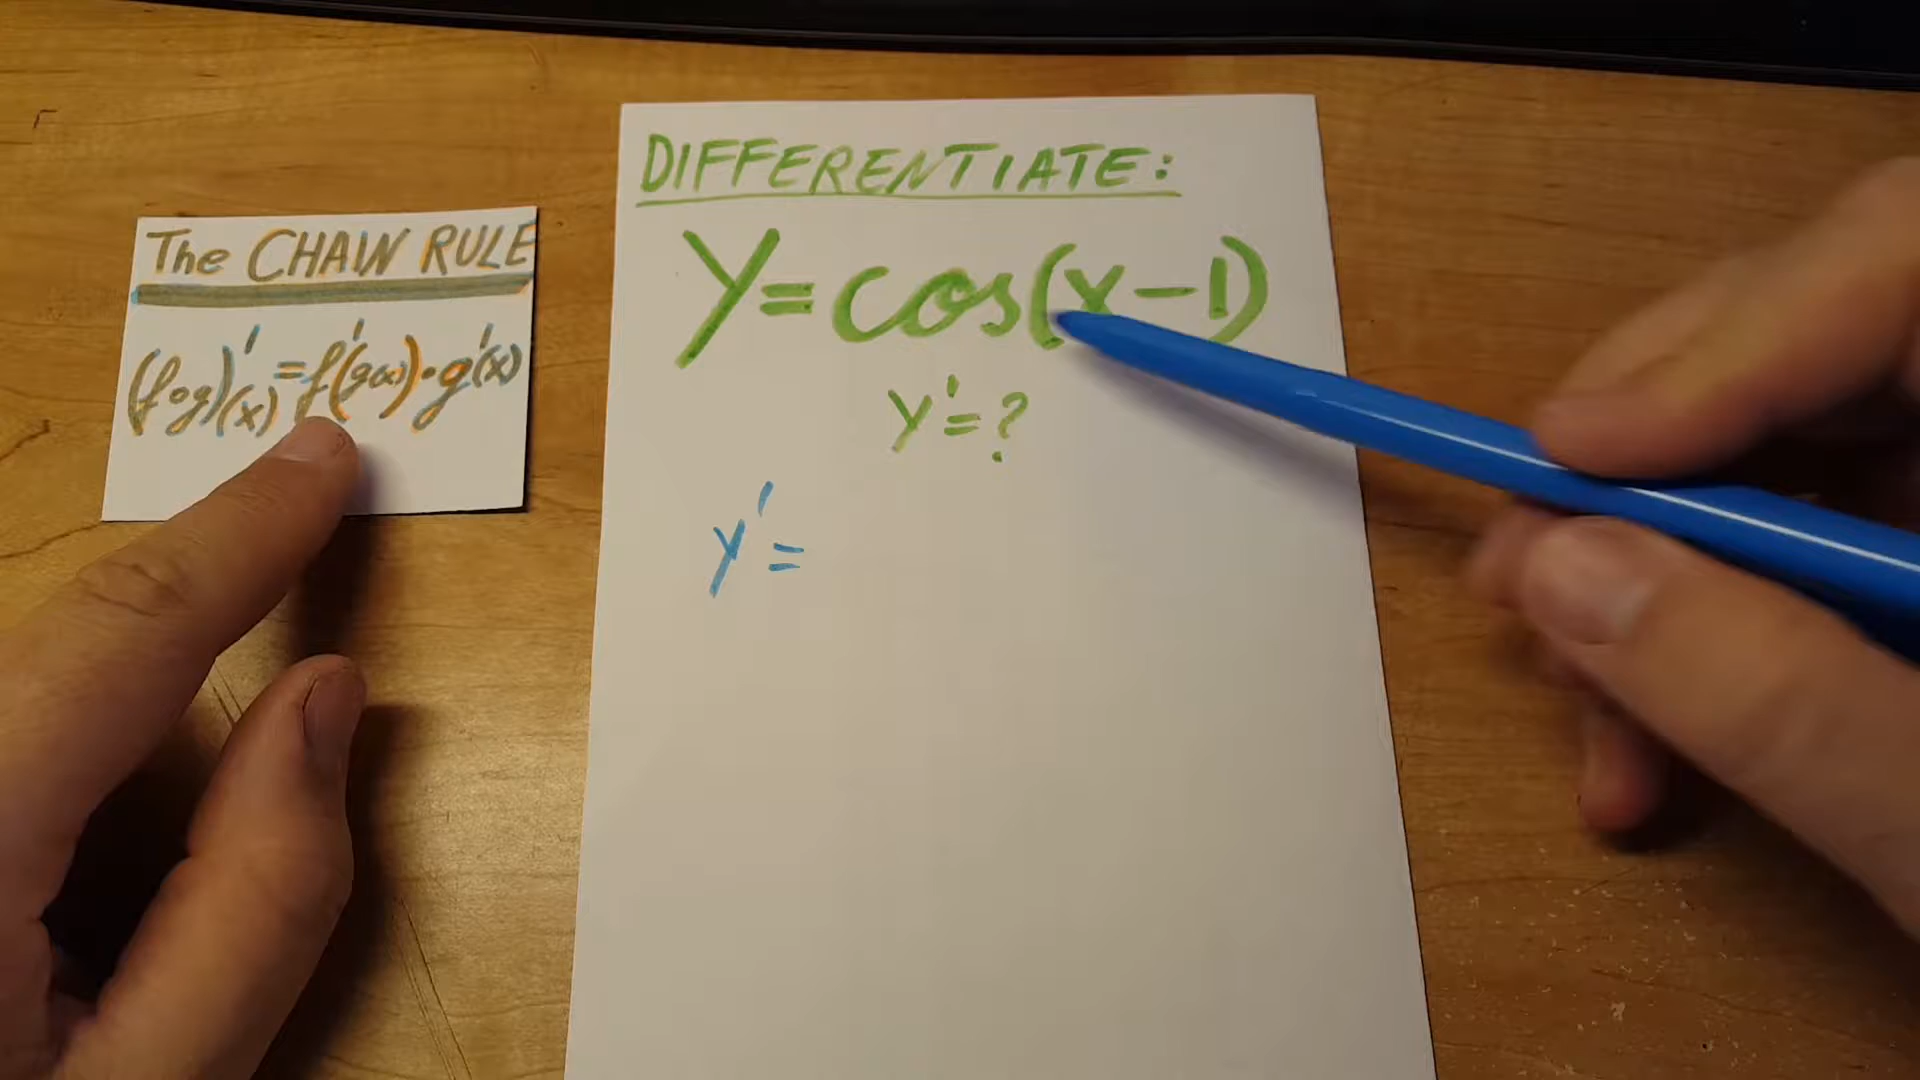 The CHAIN RULE
(f∘g)'(x)=f'(g(x))·g'(x)
DIFFERENTIATE:
Y=cos(x-1)
Y'=?
Y'=